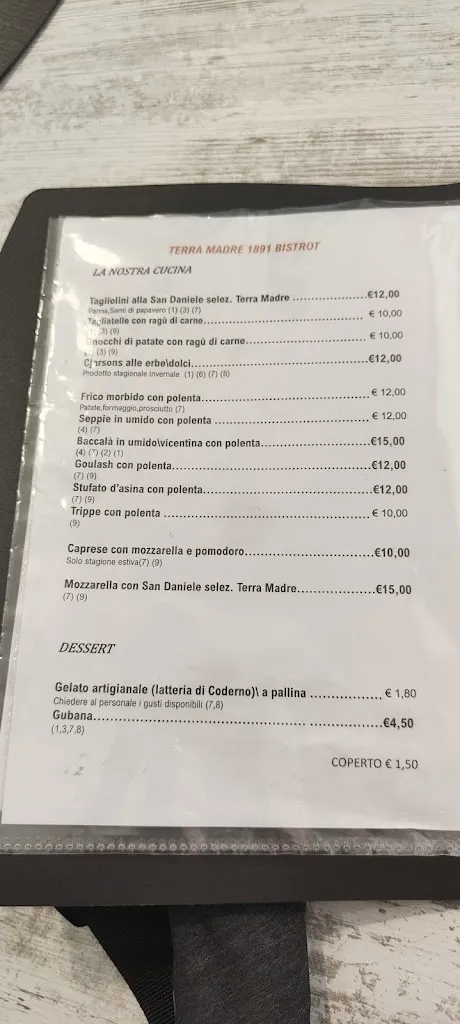 TERRA MADRE 1891 BISTROT
LA NOSTRA CUCINA
Tagliolini alla San Daniele selez. Terra Madre ..................€12,00
Panna,Semi di papavero (1) (3) (7)
Tagliatelle con ragù di carne.......................................€ 10,00
(3) (9)
Gnocchi di patate con ragù di carne............................€ 10,00
(3) (9)
Cjarsons alle erbe\dolci..........................................€12,00
Prodotto stagionale invernale (1) (6) (7) (8)
Frico morbido con polenta.........................................€ 12,00
Patate,formaggio,prosciutto (7)
Seppie in umido con polenta .....................................€ 12,00
(4) (7)
Baccalà in umido\vicentina con polenta.........................€15,00
(4) (7) (2) (1)
Goulash con polenta...............................................€12,00
(7) (9)
Stufato d'asina con polenta.......................................€12,00
(7) (9)
Trippe con polenta .................................................€ 10,00
(9)
Caprese con mozzarella e pomodoro..............................€10,00
Solo stagione estiva(7) (9)
Mozzarella con San Daniele selez. Terra Madre..................€15,00
(7) (9)
DESSERT
Gelato artigianale (latteria di Coderno)\ a pallina ................€ 1,80
Chiedere al personale i gusti disponibili (7,8)
Gubana................................................................€4,50
(1,3,7,8)
COPERTO € 1,50